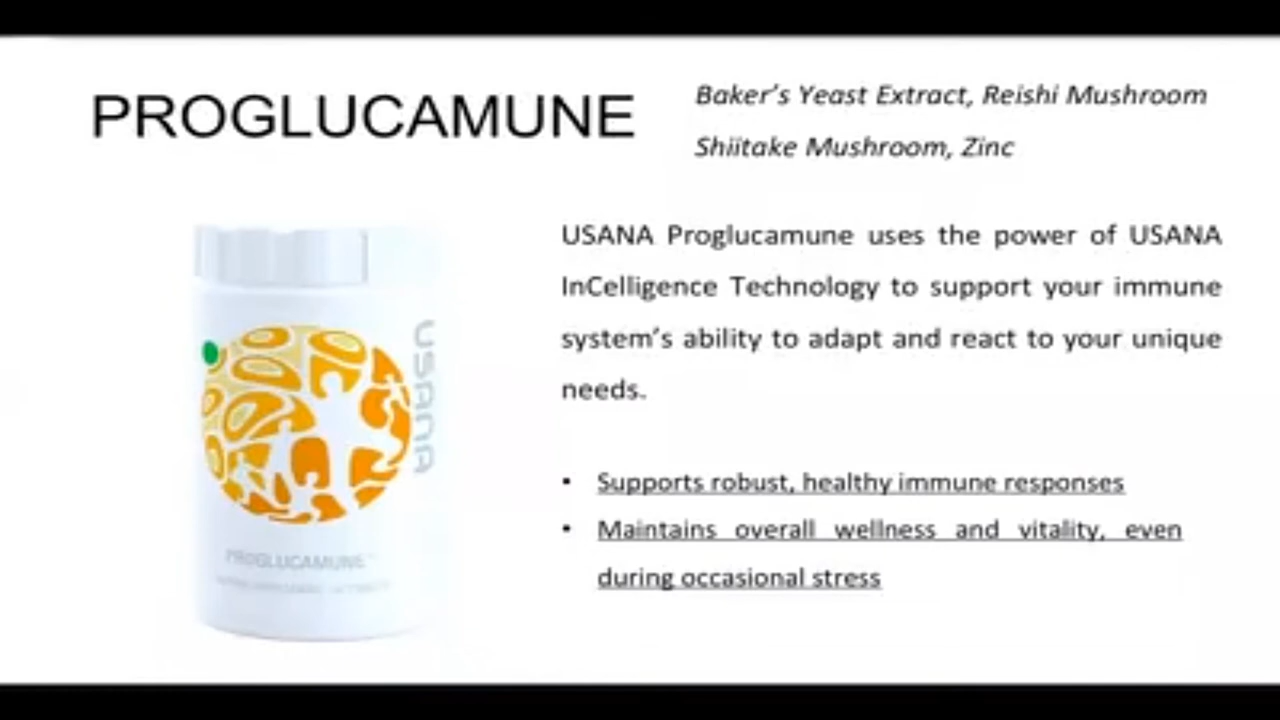 PROGLUCAMUNE
Baker's Yeast Extract, Reishi Mushroom
Shiitake Mushroom, Zinc
USANA Proglucamune uses the power of USANA
InCelligence Technology to support your immune
system's ability to adapt and react to your unique
needs.
• Supports robust, healthy immune responses
• Maintains overall wellness and vitality, even
during occasional stress
USANA
PROGLUCAMUNE™